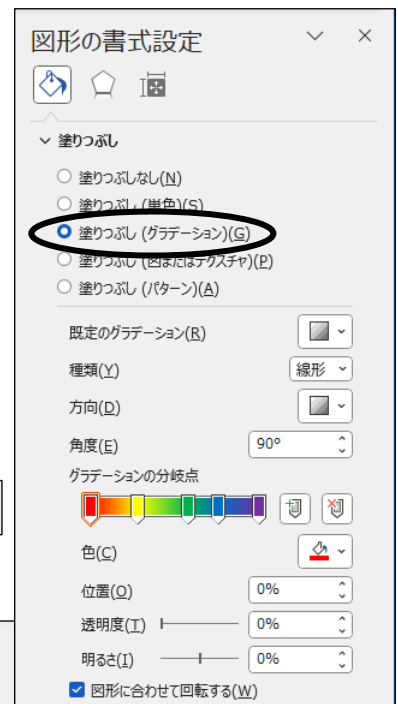 図形の書式設定
塗りつぶし
塗りつぶしなし(N)
塗りつぶし (単色)(S)
塗りつぶし (グラデーション)(G)
塗りつぶし (図またはテクスチャ)(P)
塗りつぶし (パターン)(A)
既定のグラデーション(R)
種類(Y) 線形
方向(D)
角度(E) 90°
グラデーションの分岐点
色(C)
位置(O) 0%
透明度(T) 0%
明るさ(I) 0%
図形に合わせて回転する(W)